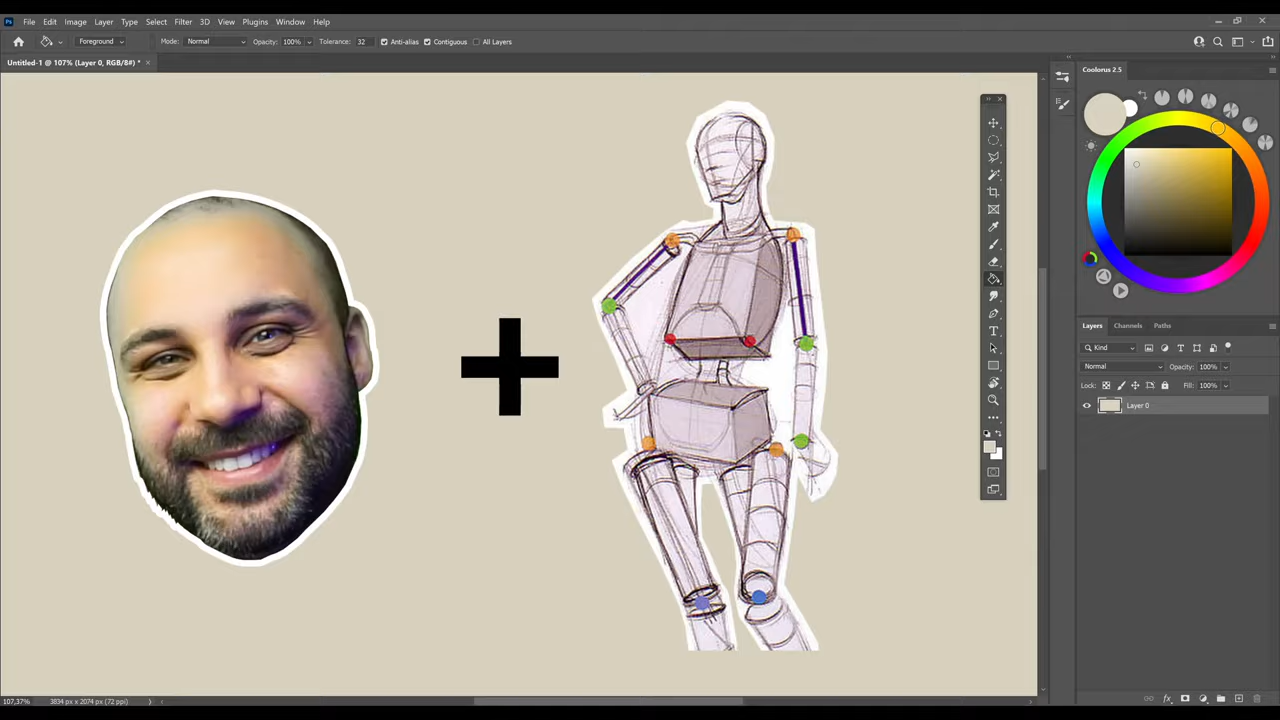 Ps File Edit Image Layer Type Select Filter 3D View Plugins Window Help
Foreground Mode: Normal Opacity: 100% Tolerance: 32 Anti-alias Contiguous All Layers
Untitled-1 @ 107% (Layer 0, RGB/8#) * ×
Coolorus 2.5
Layers Channels Paths
Kind
Normal Opacity: 100%
Lock: Fill: 100%
Layer 0
107,37% 3834 px x 2074 px (72 ppi)